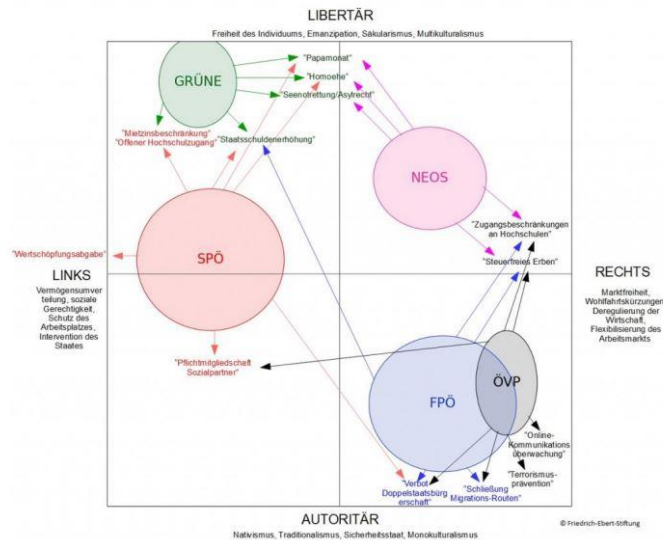 LIBERTÄR
Freiheit des Individuums, Emanzipation, Säkularismus, Multikulturalismus
"Papamonat"
GRÜNE
"Homoehe"
"Seenotrettung/Asylrecht"
"Mietzinsbeschränkung"
"Offener Hochschulzugang"
"Staatsschuldenerhöhung"
NEOS
"Zugangsbeschränkungen
an Hochschulen"
"Wertschöpfungsabgabe"
SPÖ
"Steuerfreies Erben"
LINKS
Vermögensumver
teilung, soziale
Gerechtigkeit,
Schutz des
Arbeitsplatzes,
Intervention des
Staates
RECHTS
Marktfreiheit,
Wohlfahrtskürzungen,
Deregulierung der
Wirtschaft,
Flexibilisierung des
Arbeitsmarkts
"Pflichtmitgliedschaft
Sozialpartner"
ÖVP
FPÖ
"Online-
Kommunikations
überwachung"
"Terrorismus-
prävention"
"Verbot
Doppelstaatsbürg
erschaft"
"Schließung
Migrations-Routen"
AUTORITÄR
Nativismus, Traditionalismus, Sicherheitsstaat, Monokulturalismus
© Friedrich-Ebert-Stiftung